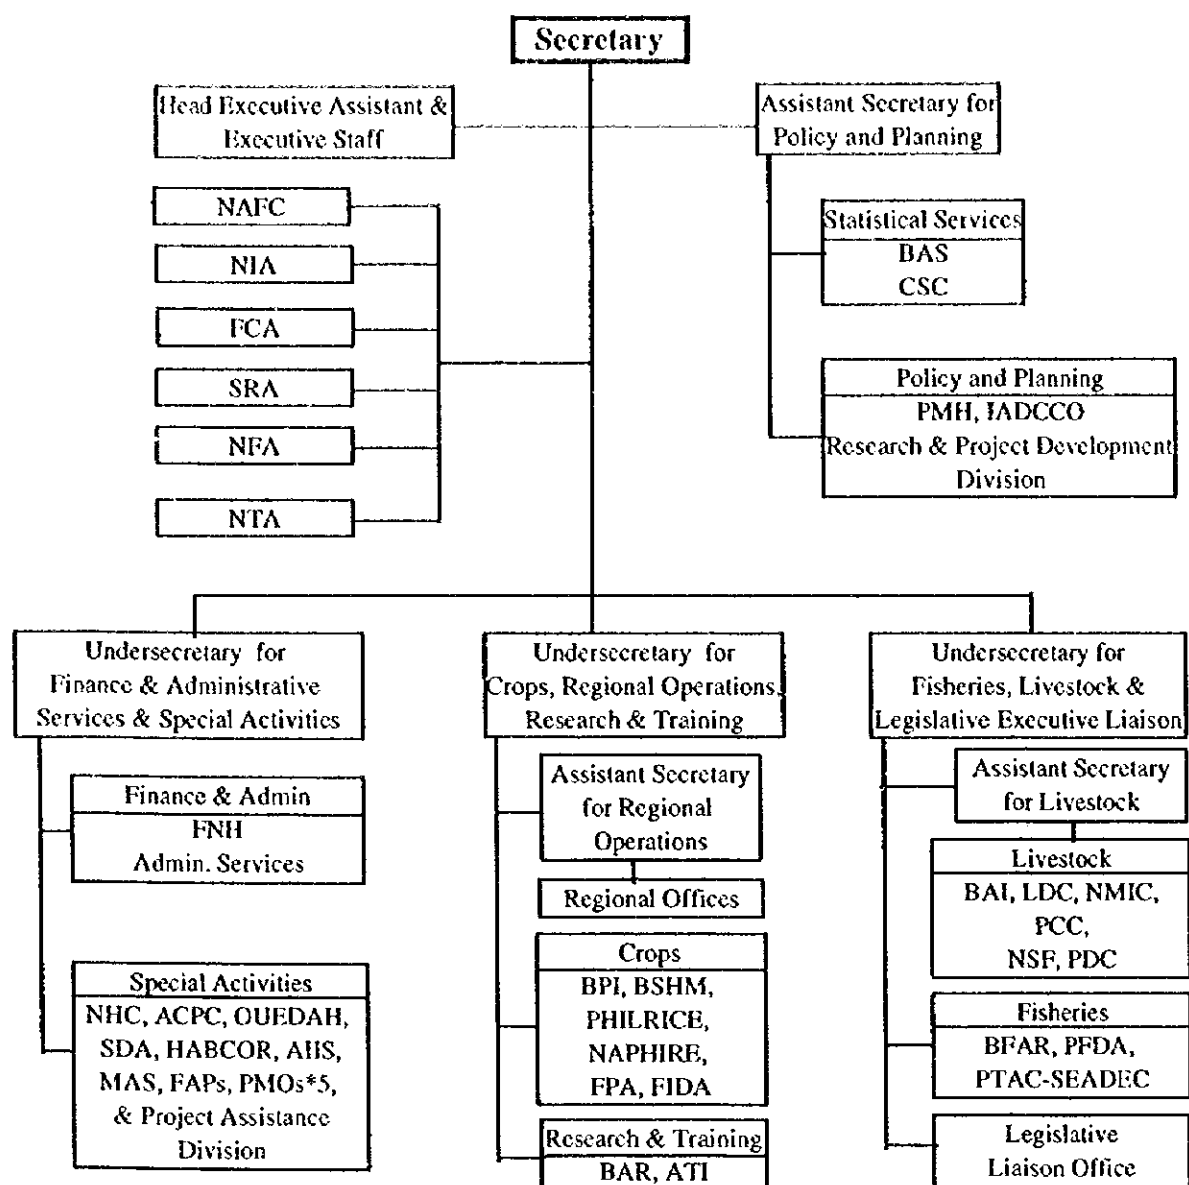 Secretary
Head Executive Assistant &
Executive Staff
Assistant Secretary for
Policy and Planning
NAFC
NIA
FCA
SRA
NFA
NTA
Statistical Services
BAS
CSC
Policy and Planning
PMH, IADCCO
Research & Project Development
Division
Undersecretary for
Finance & Administrative
Services & Special Activities
Finance & Admin
FNH
Admin. Services
Special Activities
NHC, ACPC, OUEDAH,
SDA, HABCOR, AHS,
MAS, FAPs, PMOs*5,
& Project Assistance
Division
Undersecretary for
Crops, Regional Operations,
Research & Training
Assistant Secretary
for Regional
Operations
Regional Offices
Crops
BPI, BSHM,
PHILRICE,
NAPHIRE,
FPA, FIDA
Research & Training
BAR, ATI
Undersecretary for
Fisheries, Livestock &
Legislative Executive Liaison
Assistant Secretary
for Livestock
Livestock
BAI, LDC, NMIC,
PCC,
NSF, PDC
Fisheries
BFAR, PFDA,
PTAC-SEADEC
Legislative
Liaison Office